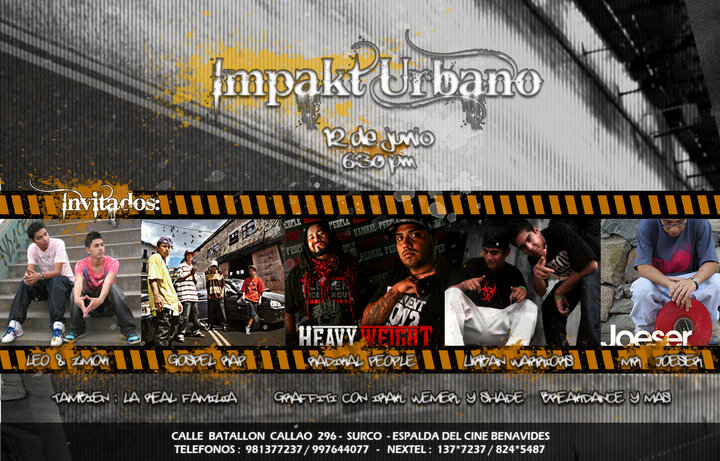 Impakt Urbano
12 de junio
6:30 pm
Invitados:
HEAVY WEIGHT
Joeser
LEO & ZIMOK GOSPEL RAP RADIKAL PEOPLE URBAN WARRIORS MR. JOESER
TAMBIEN : LA REAL FAMILIA GRAFFITI CON IRAK, WEMER, Y SHADE BREAKDANCE Y MAS
CALLE BATALLON CALLAO 296 - SURCO - ESPALDA DEL CINE BENAVIDES
TELEFONOS : 981377237 / 997644077 - NEXTEL : 137*7237 / 824*5487